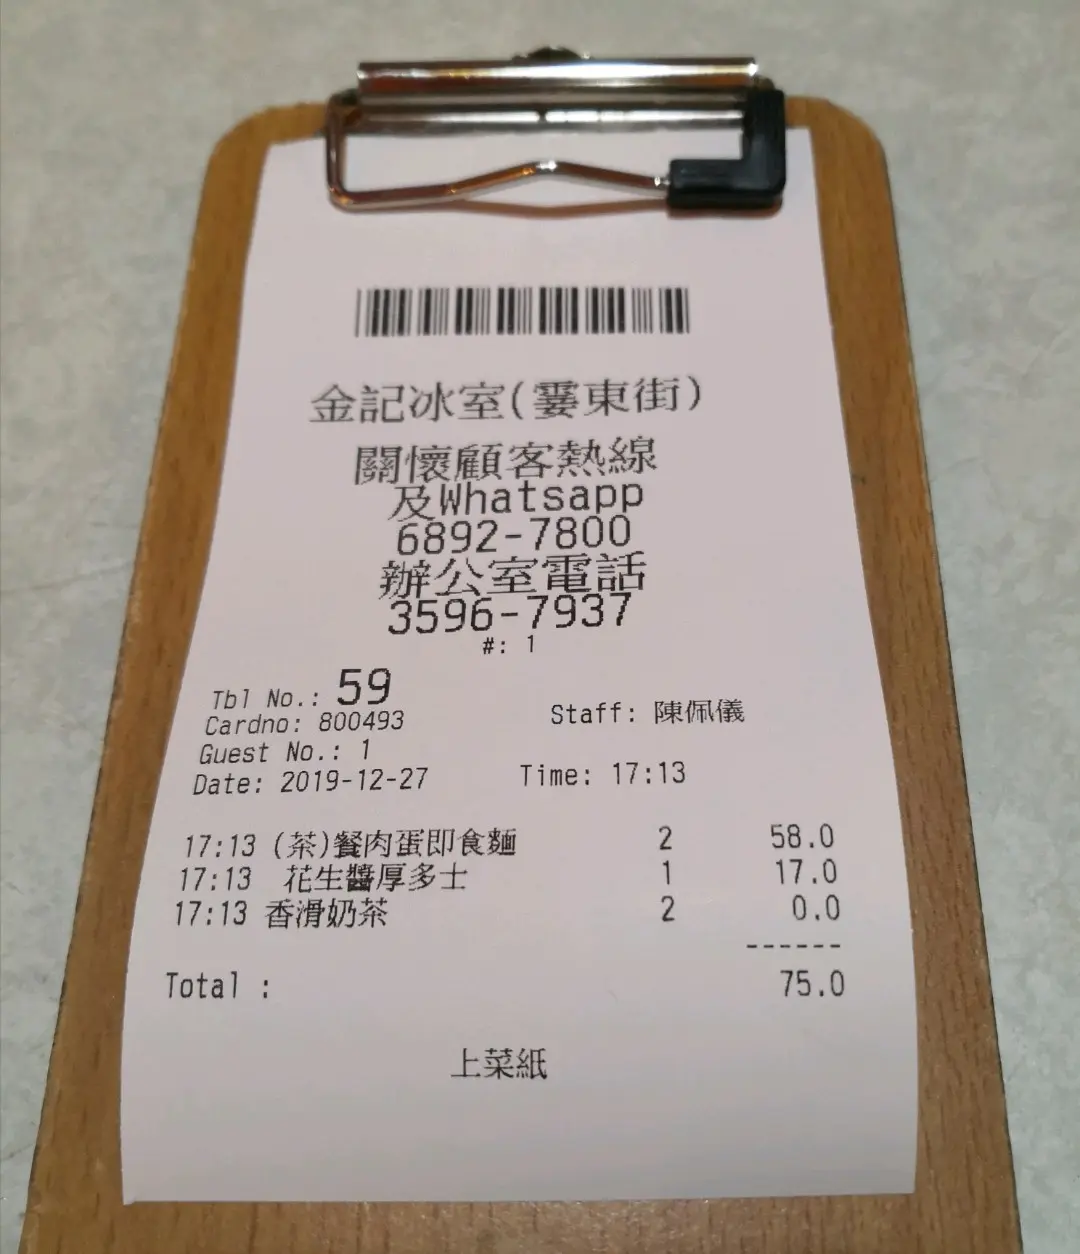 金記冰室(霎東街)
關懷顧客熱線
及Whatsapp
6892-7800
辦公室電話
3596-7937
#: 1
Tbl No.: 59
Cardno: 800493 Staff: 陳佩儀
Guest No.: 1
Date: 2019-12-27 Time: 17:13
17:13 (茶)餐肉蛋即食麵 2 58.0
17:13 花生醬厚多士 1 17.0
17:13 香滑奶茶 2 0.0
------
Total : 75.0
上菜紙